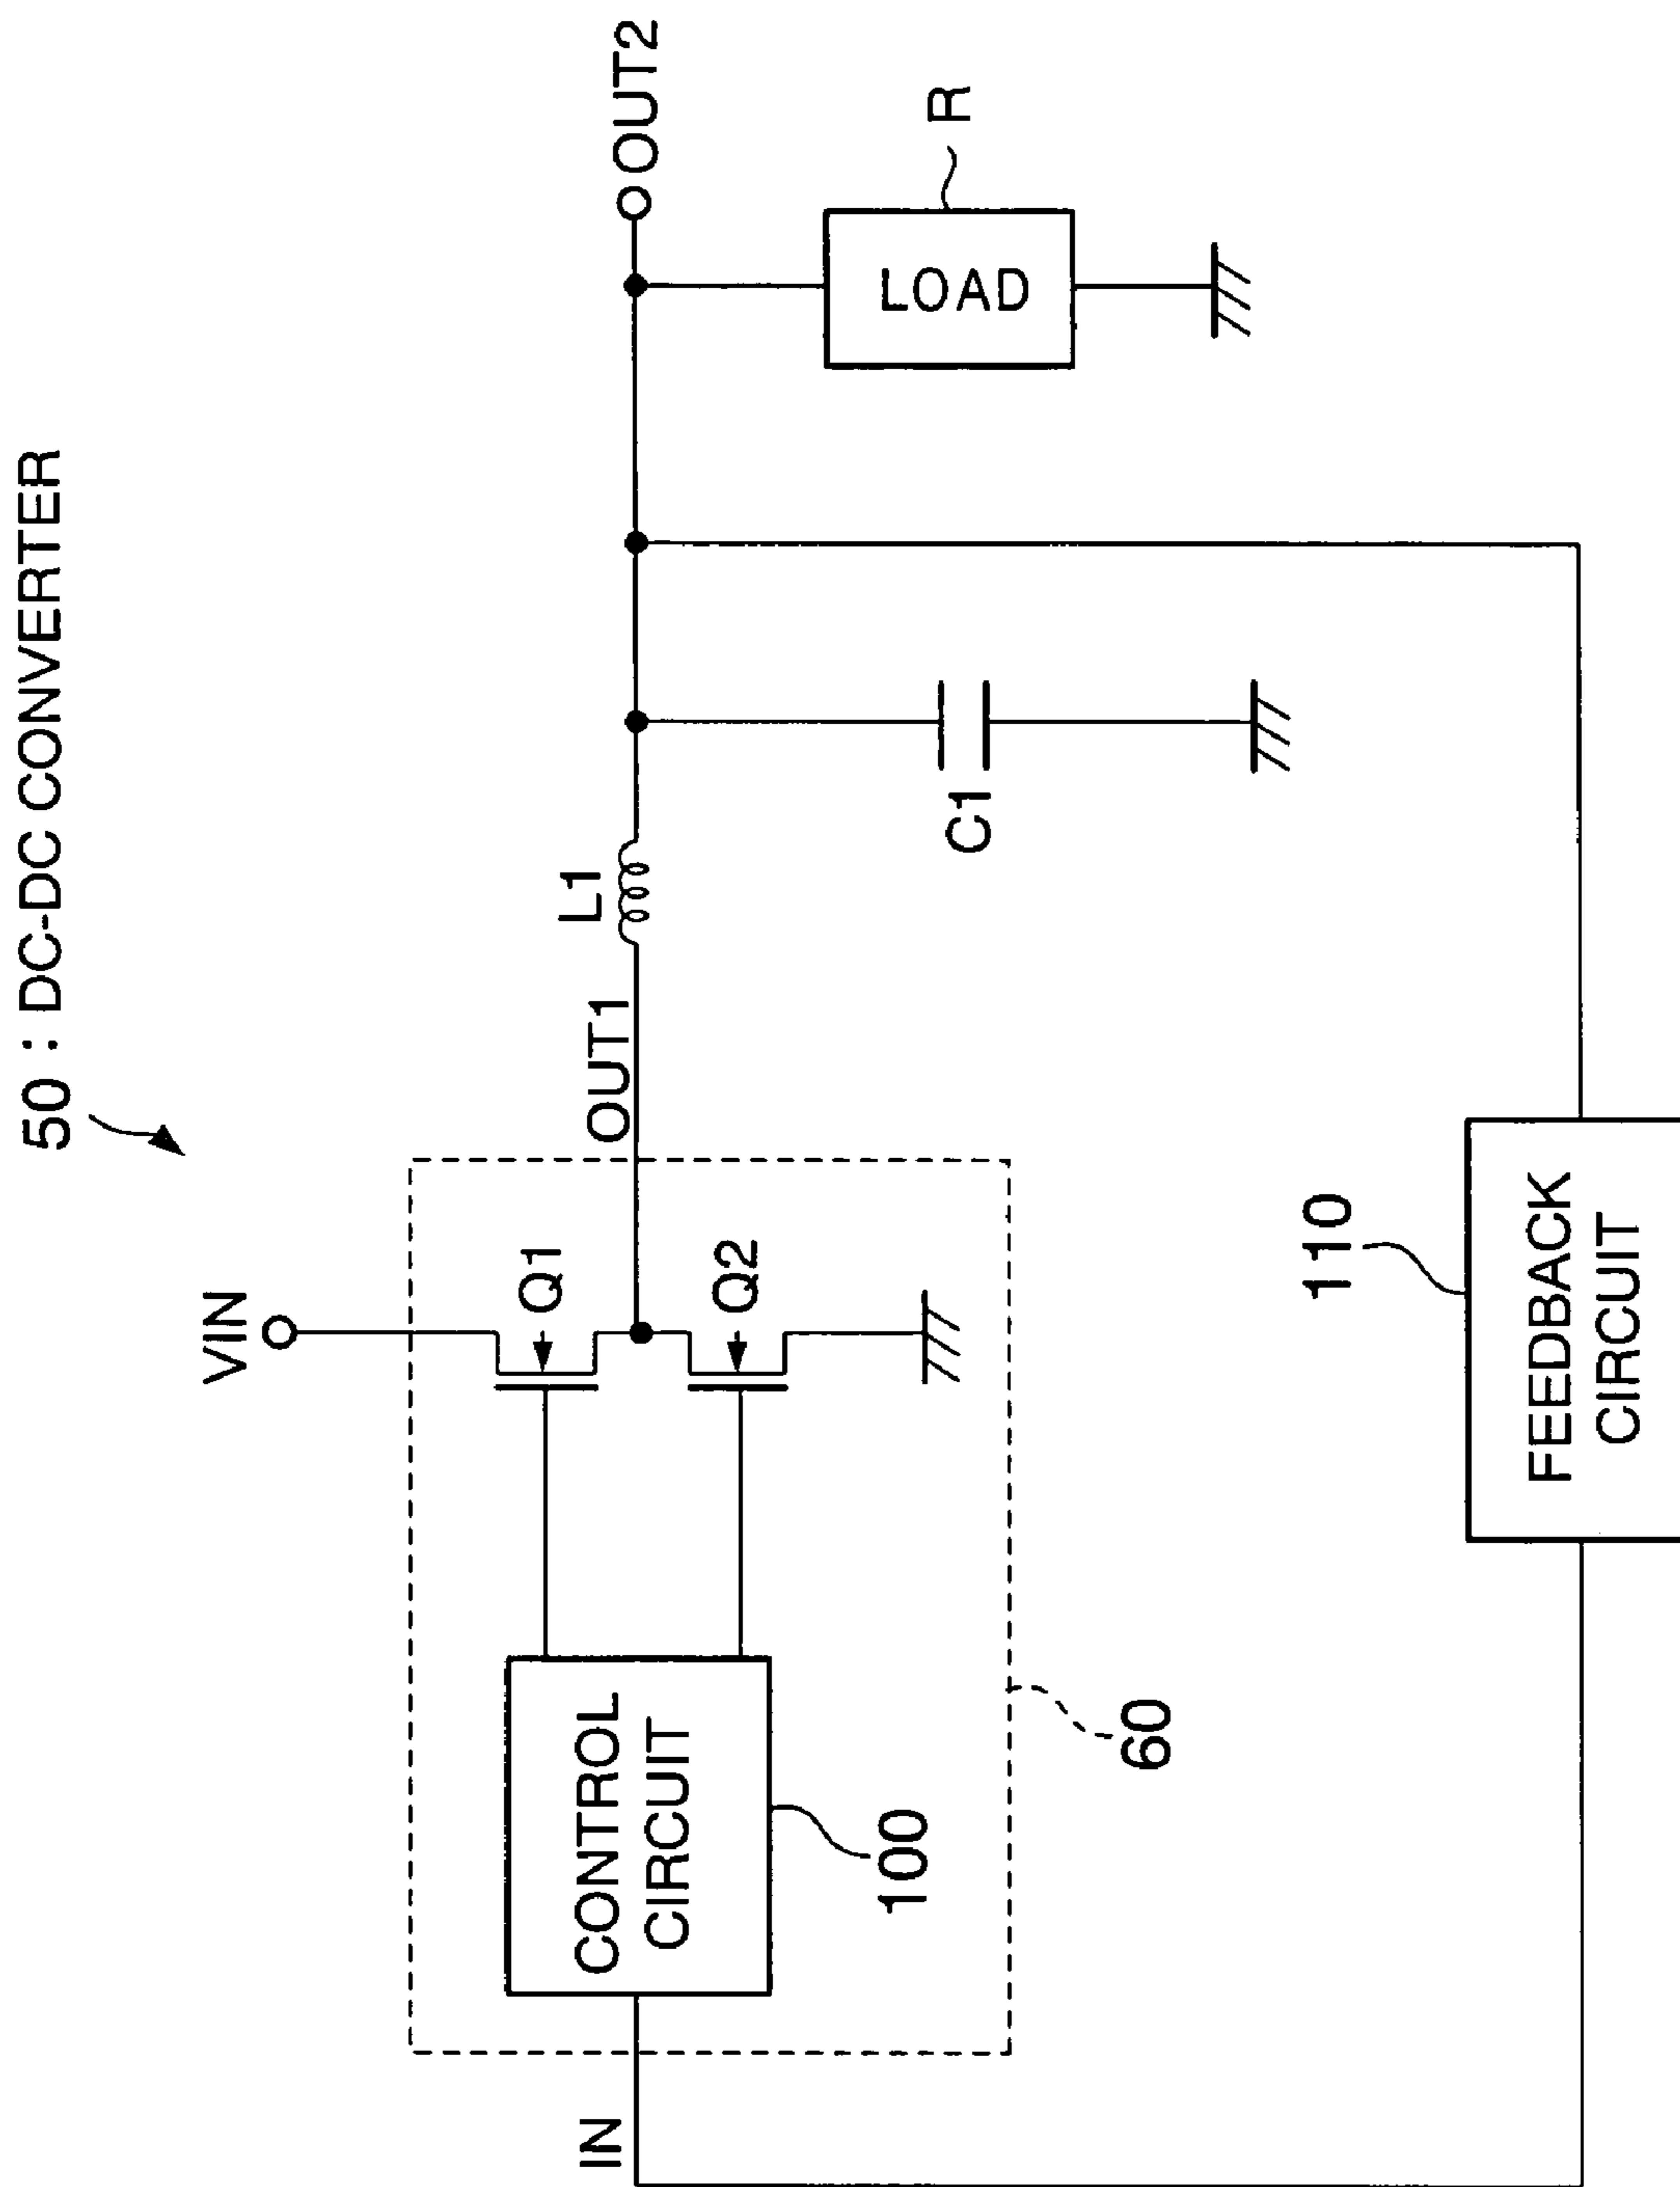 50 : DC-DC CONVERTER
VIN
Q1
Q2
OUT1
L1
OUT2
IN
CONTROL
CIRCUIT
100
60
C1
LOAD
R
110
FEEDBACK
CIRCUIT